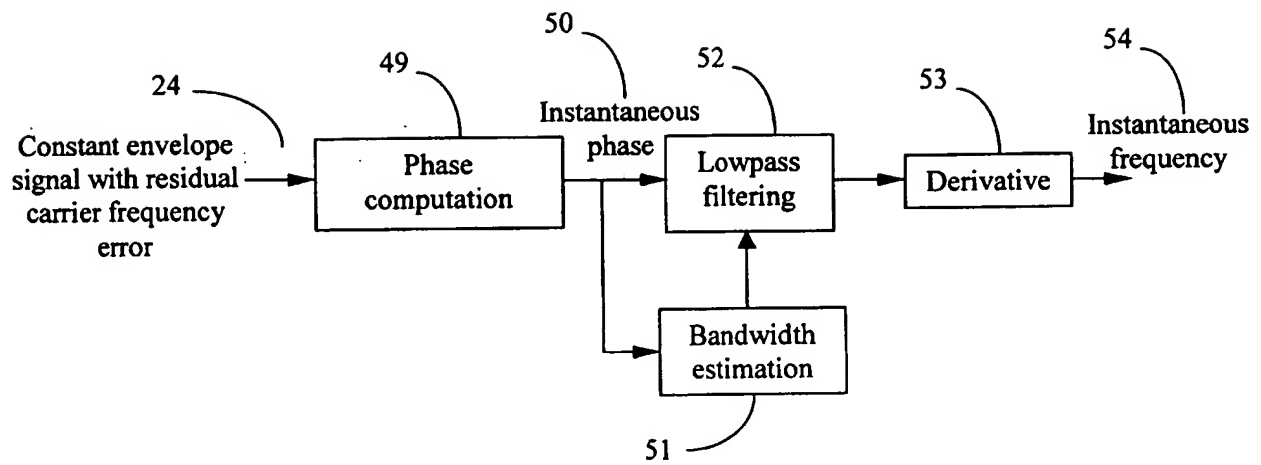 50
54
49
52
24
53
Instantaneous
phase
Instantaneous
frequency
Constant envelope
signal with residual
carrier frequency
error
Phase
computation
Lowpass
filtering
Derivative
Bandwidth
estimation
51